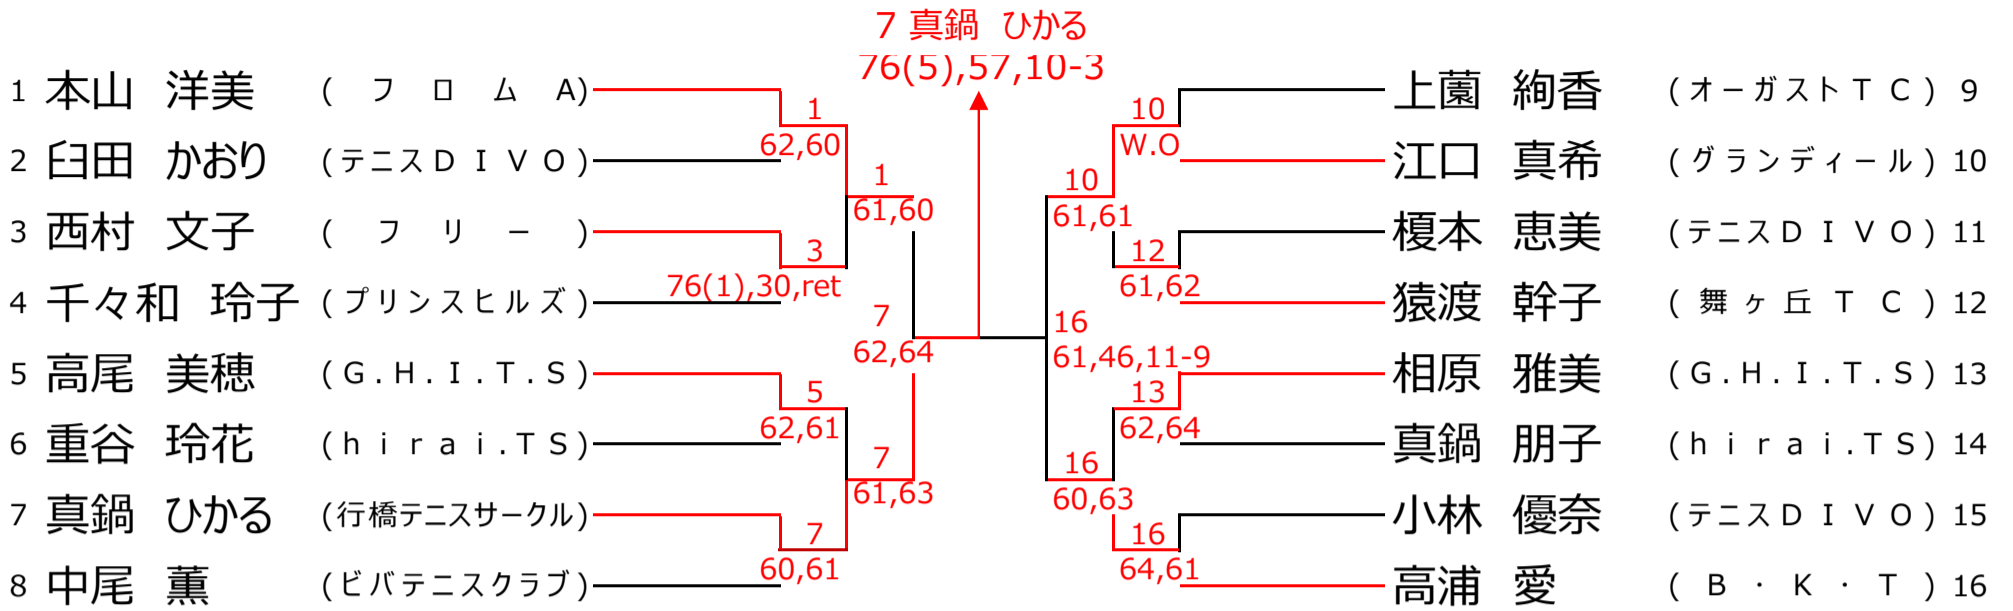 7 真鍋 ひかる
76(5),57,10-3
1 本山 洋美 (フロムA)
2 臼田 かおり (テニスDIVO)
3 西村 文子 (フリー)
4 千々和 玲子 (プリンスヒルズ)
5 高尾 美穂 (G.H.I.T.S)
6 重谷 玲花 (hirai.TS)
7 真鍋 ひかる (行橋テニスサークル)
8 中尾 薫 (ビバテニスクラブ)
1
62,60
3
76(1),30,ret
5
62,61
7
60,61
1
61,60
7
61,63
7
62,64
10
W.O
12
61,62
13
62,64
16
64,61
10
61,61
16
60,63
16
61,46,11-9
上薗 絢香 (オーガストTC) 9
江口 真希 (グランディール) 10
榎本 恵美 (テニスDIVO) 11
猿渡 幹子 (舞ヶ丘TC) 12
相原 雅美 (G.H.I.T.S) 13
真鍋 朋子 (hirai.TS) 14
小林 優奈 (テニスDIVO) 15
高浦 愛 (B・K・T) 16